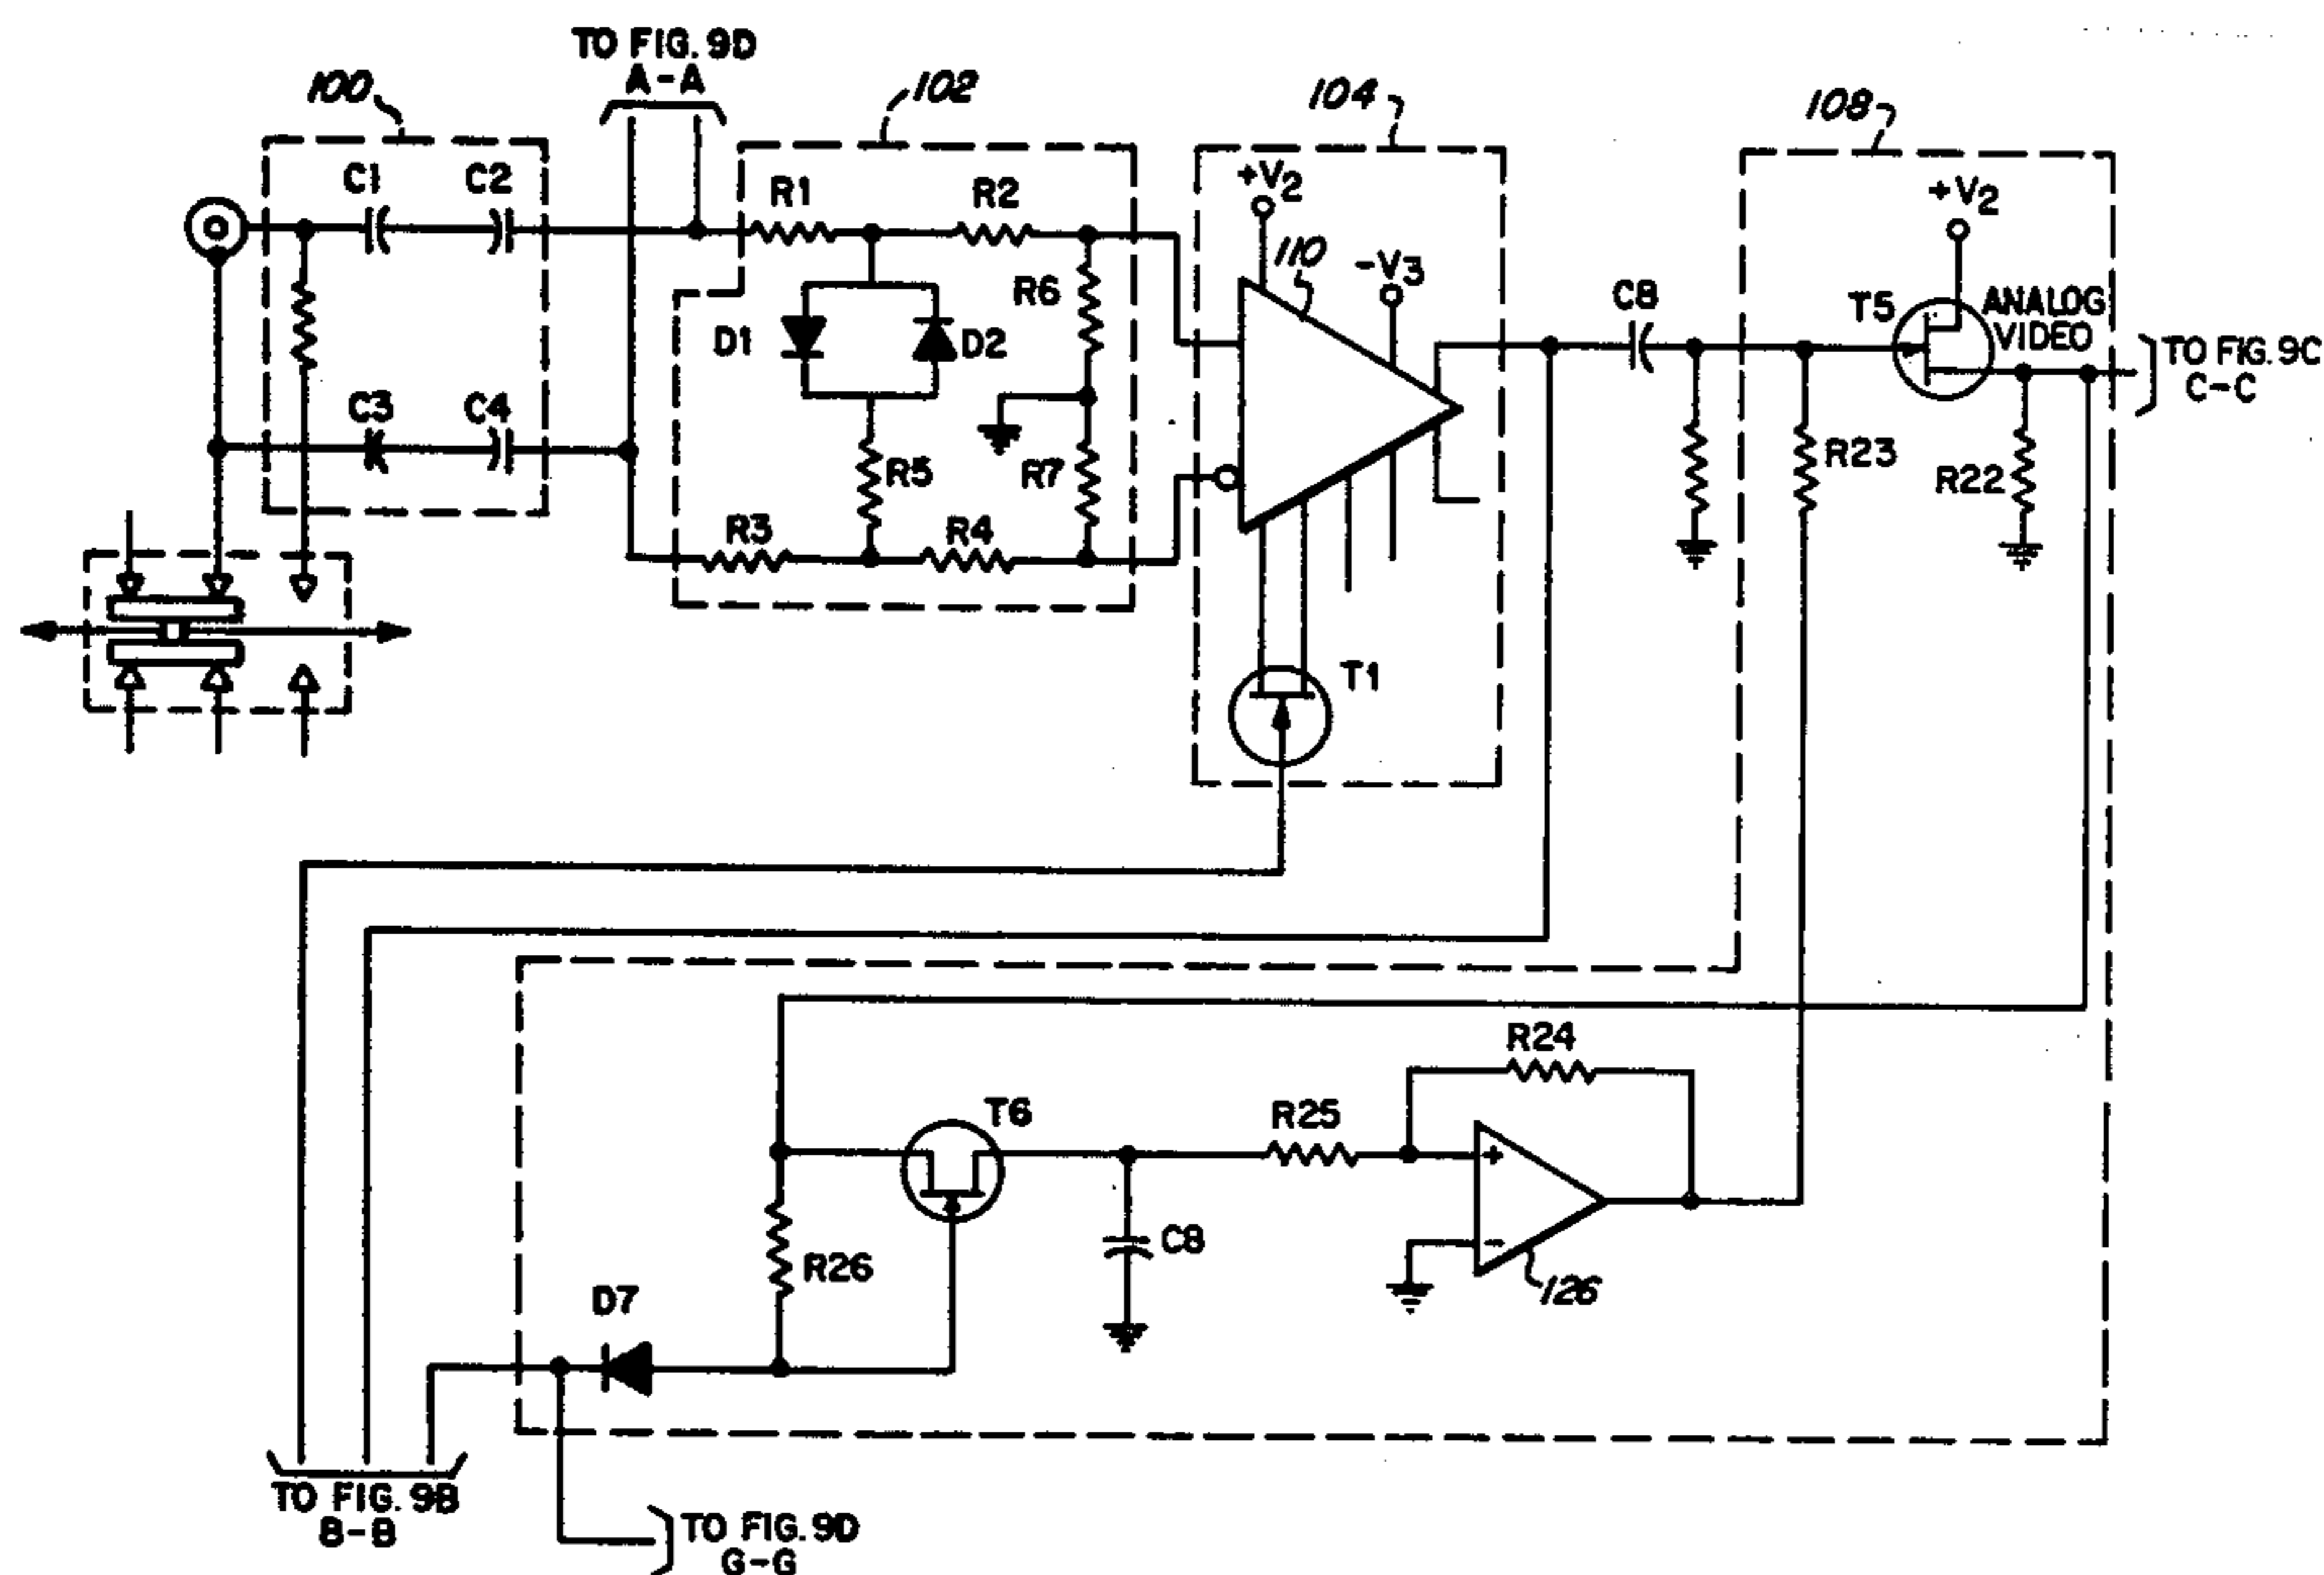 TO FIG. 9D
A-A
100
102
104
108
C1
C2
R1
R2
+V2
+V2
110
-V3
R6
C8
T5
ANALOG
VIDEO
TO FIG. 9C
C-C
D1
D2
C3
C4
R5
R7
R23
R22
R3
R4
T1
R24
T6
R25
+
-
R26
C8
126
D7
TO FIG. 9B
B-B
TO FIG. 9D
G-G